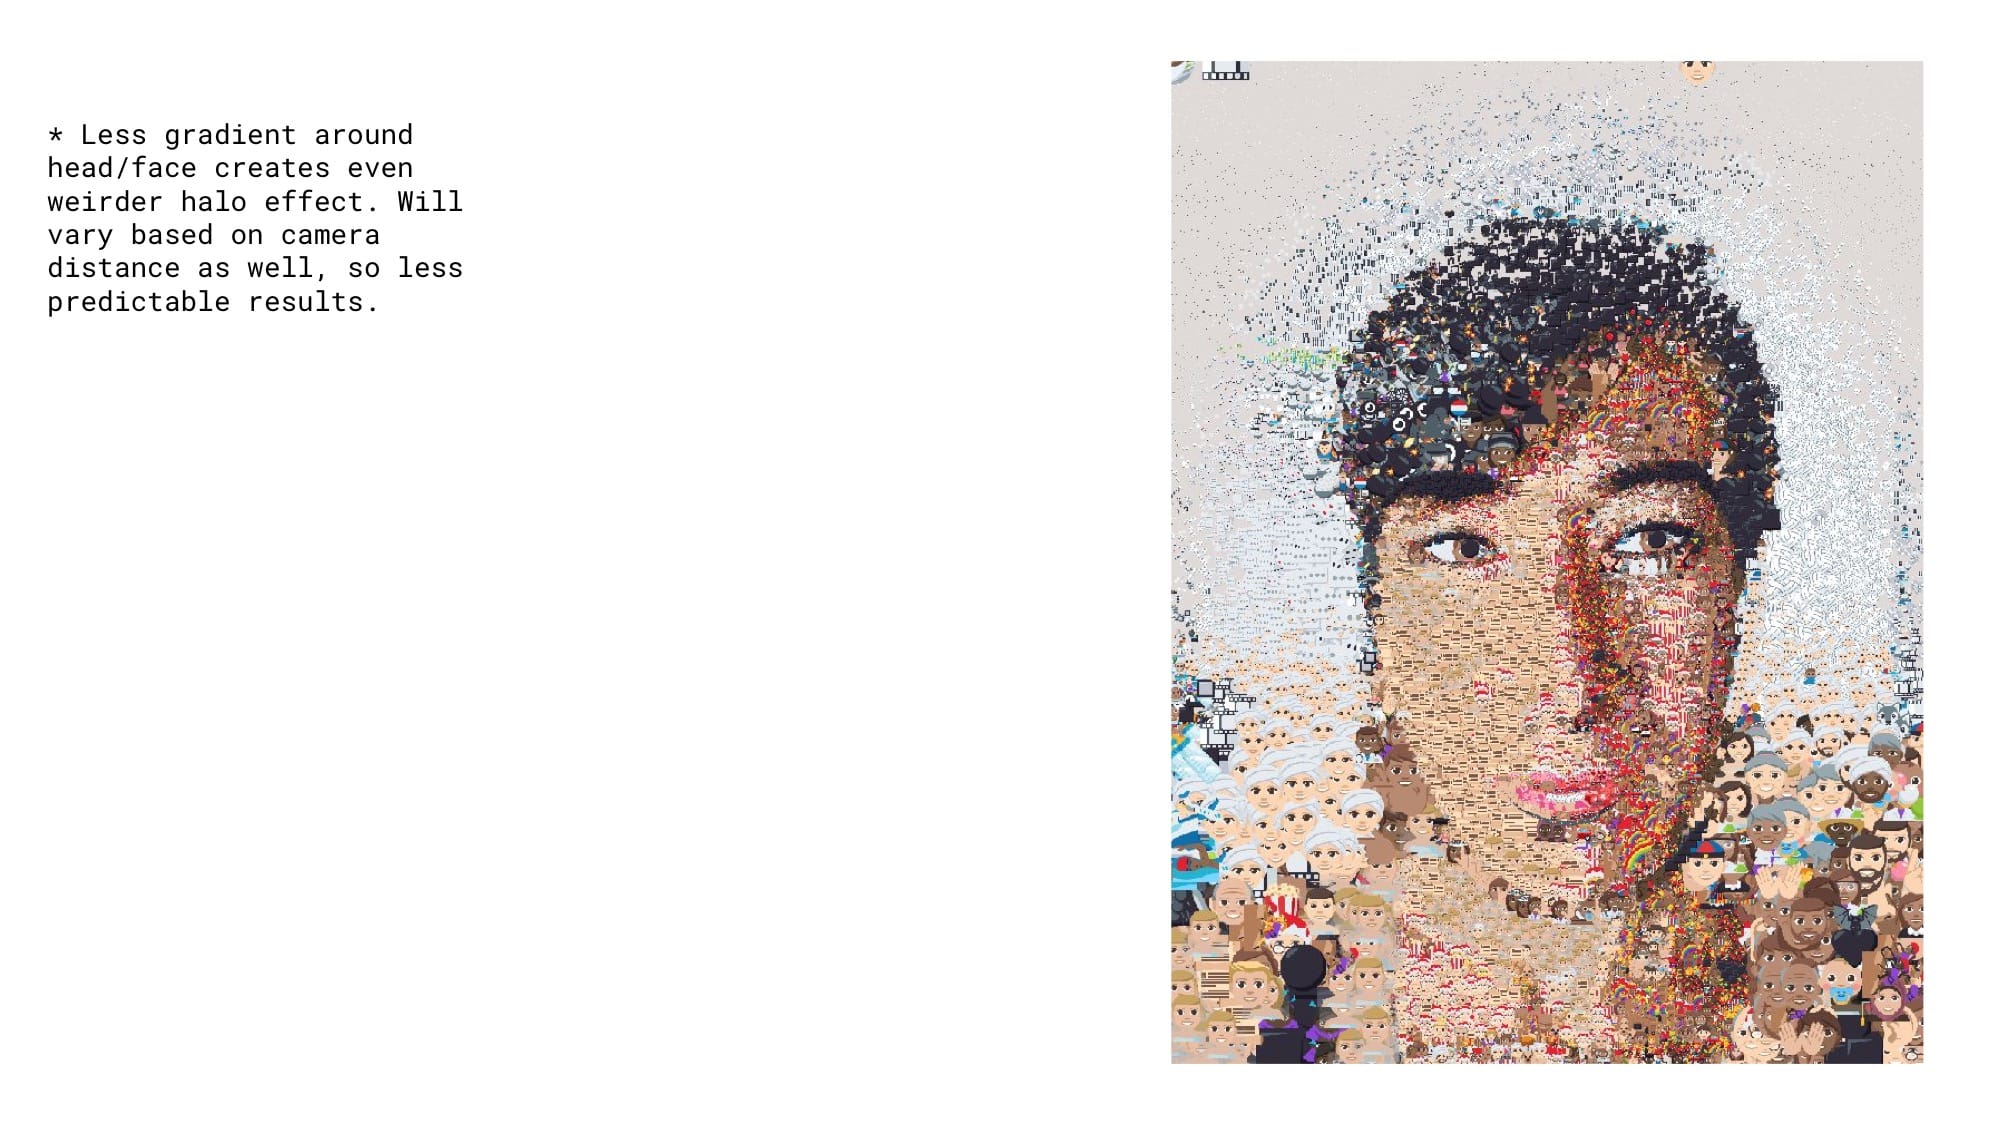 * Less gradient around
head/face creates even
weirder halo effect. Will
vary based on camera
distance as well, so less
predictable results.